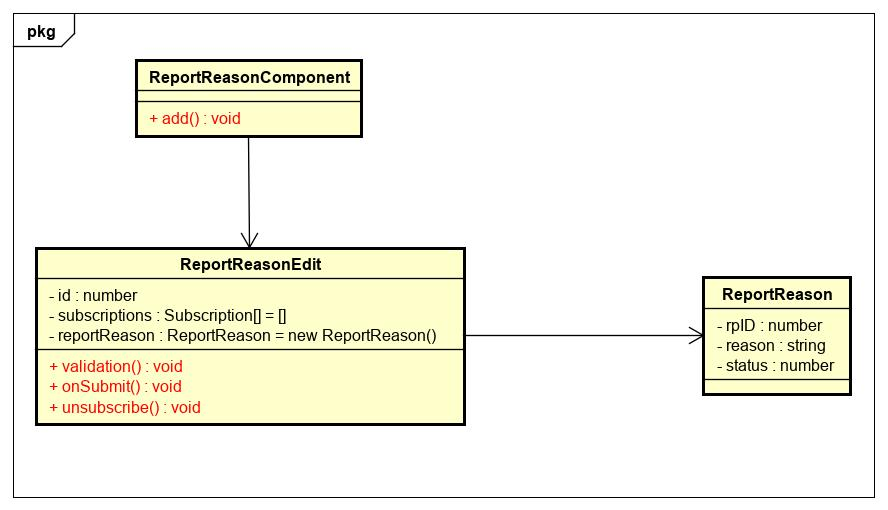 pkg
ReportReasonComponent
+ add() : void
ReportReasonEdit
- id : number
- subscriptions : Subscription[] = []
- reportReason : ReportReason = new ReportReason()
+ validation() : void
+ onSubmit() : void
+ unsubscribe() : void
ReportReason
- rpID : number
- reason : string
- status : number